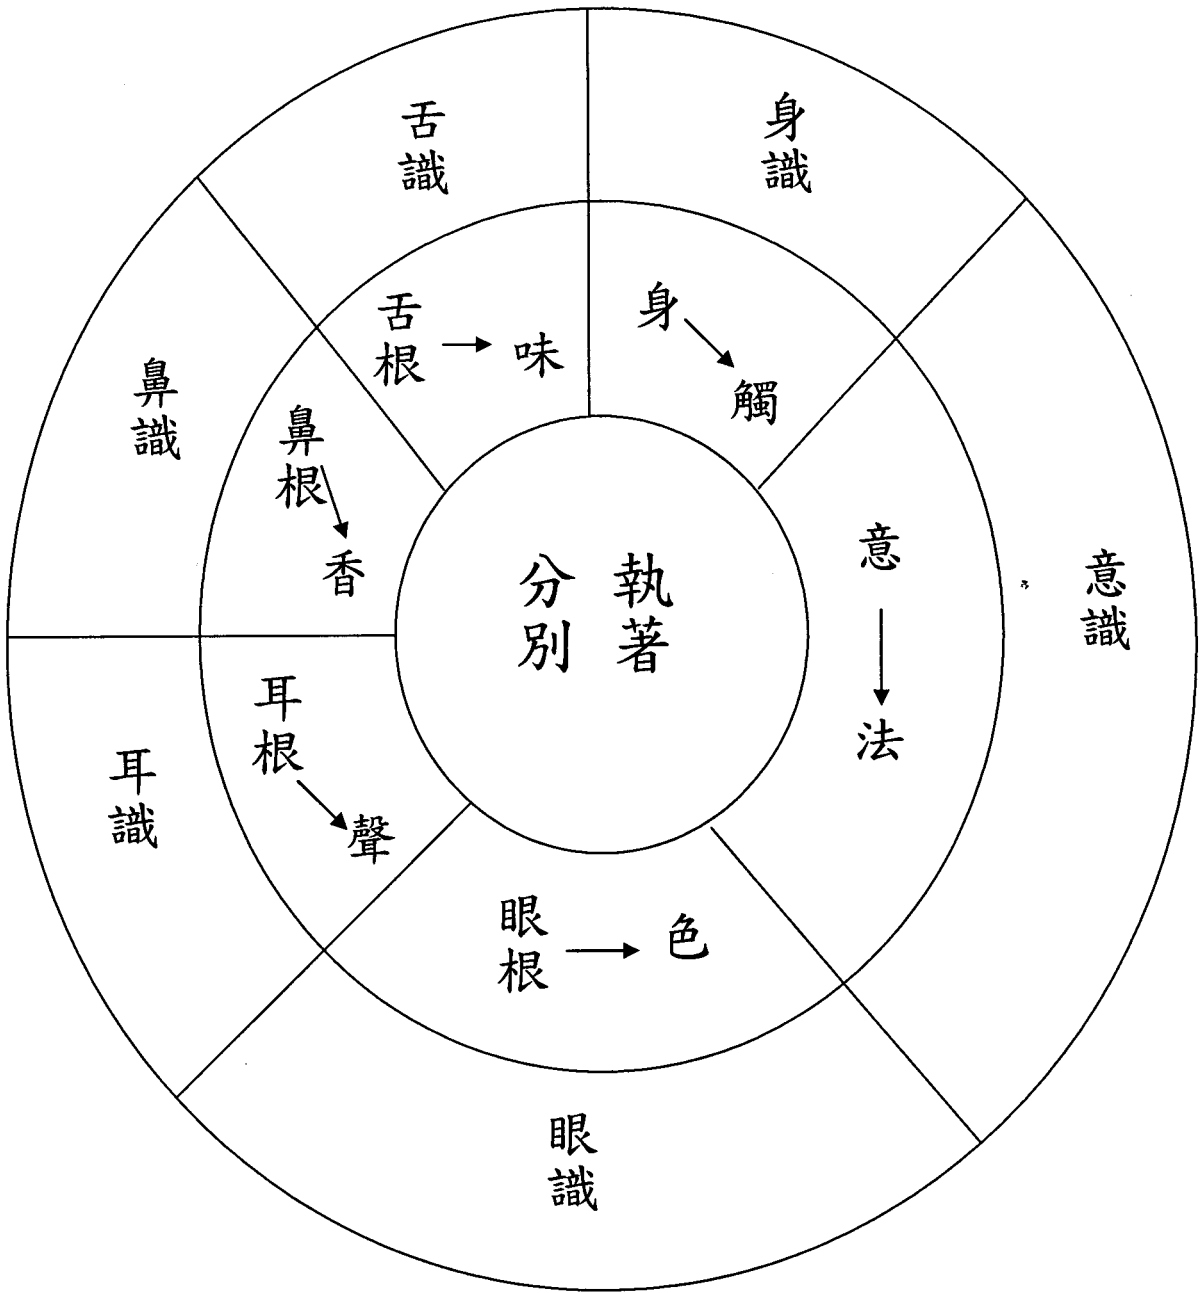 舌識
身識
鼻識
意識
耳識
眼識
舌根
味
身
觸
鼻根
香
意
法
耳根
聲
眼根
色
執著
分別